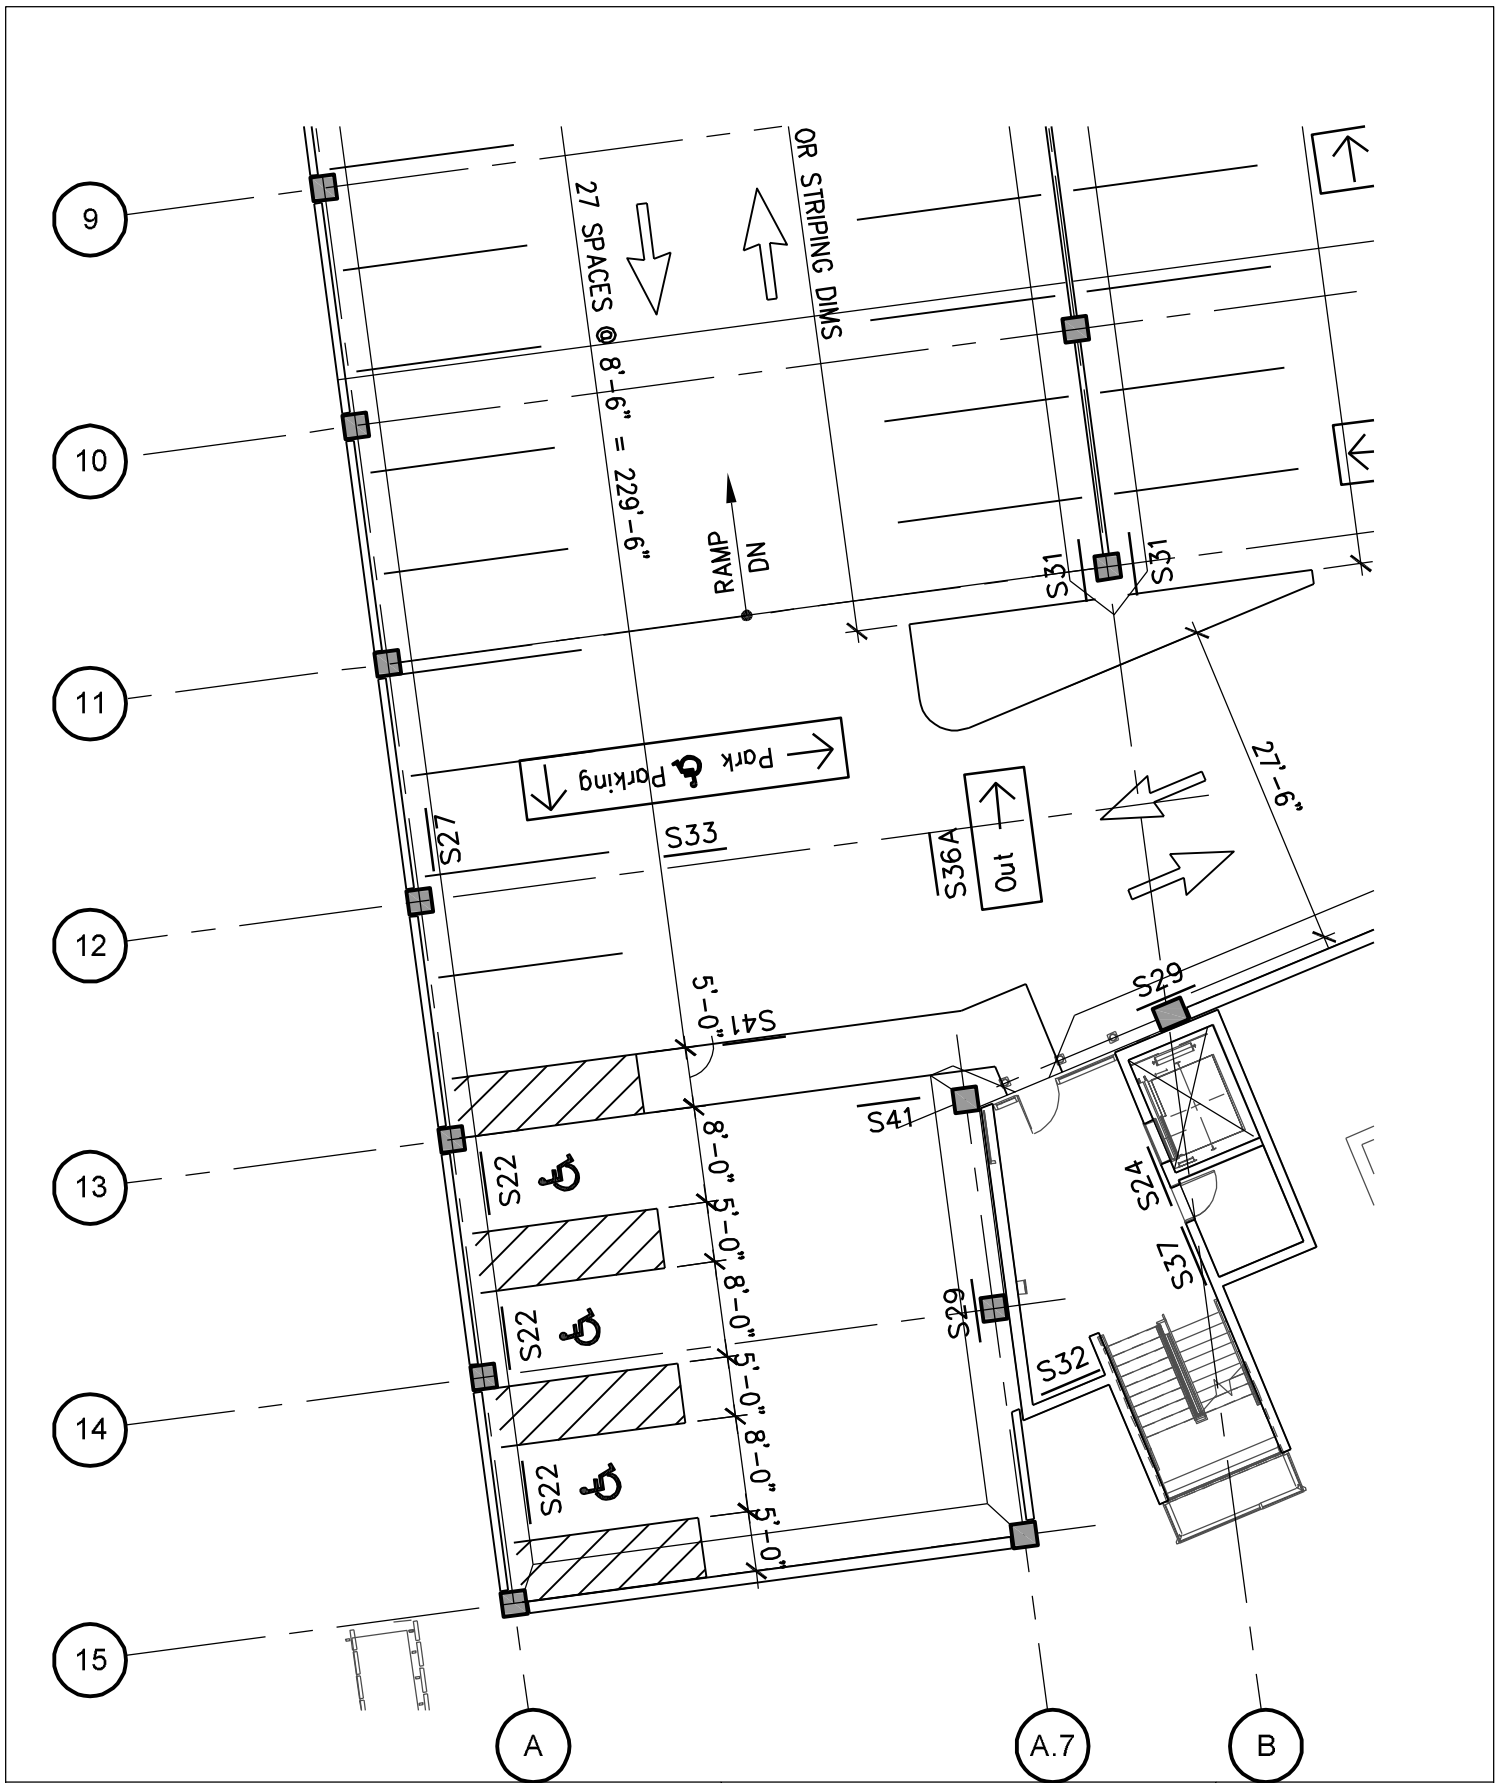 9
10
11
12
13
14
15
A
A.7
B
27 SPACES @ 8'-6" = 229'-6"
OR STRIPING DIMS
RAMP
DN
S31
S31
Park
Parking
S27
S33
S36A
Out
27'-9"
S29
5'-0"
S41
S41
S22
8'-0"
5'-0"
S24
S37
S22
8'-0"
5'-0"
S29
S32
S22
8'-0"
5'-0"